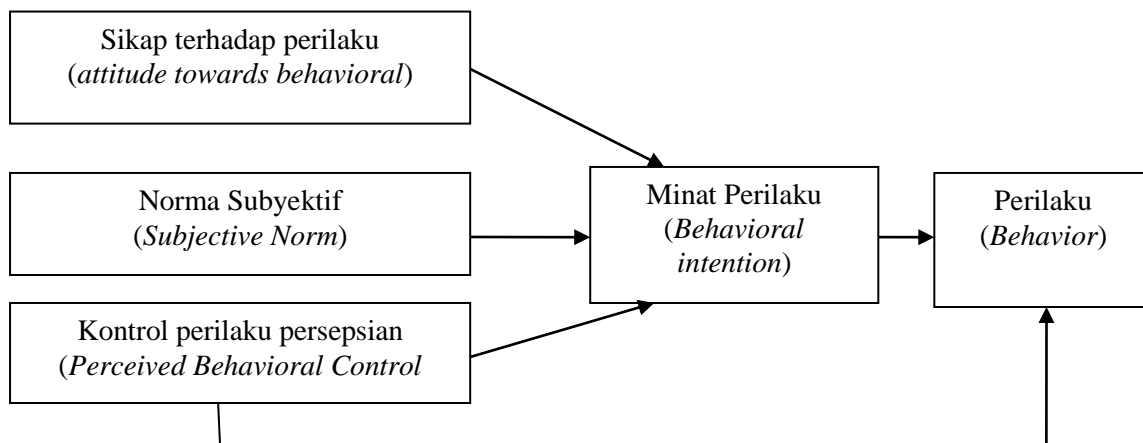 Sikap terhadap perilaku
(attitude towards behavioral)
Norma Subyektif
(Subjective Norm)
Kontrol perilaku persepsian
(Perceived Behavioral Control
Minat Perilaku
(Behavioral
intention)
Perilaku
(Behavior)